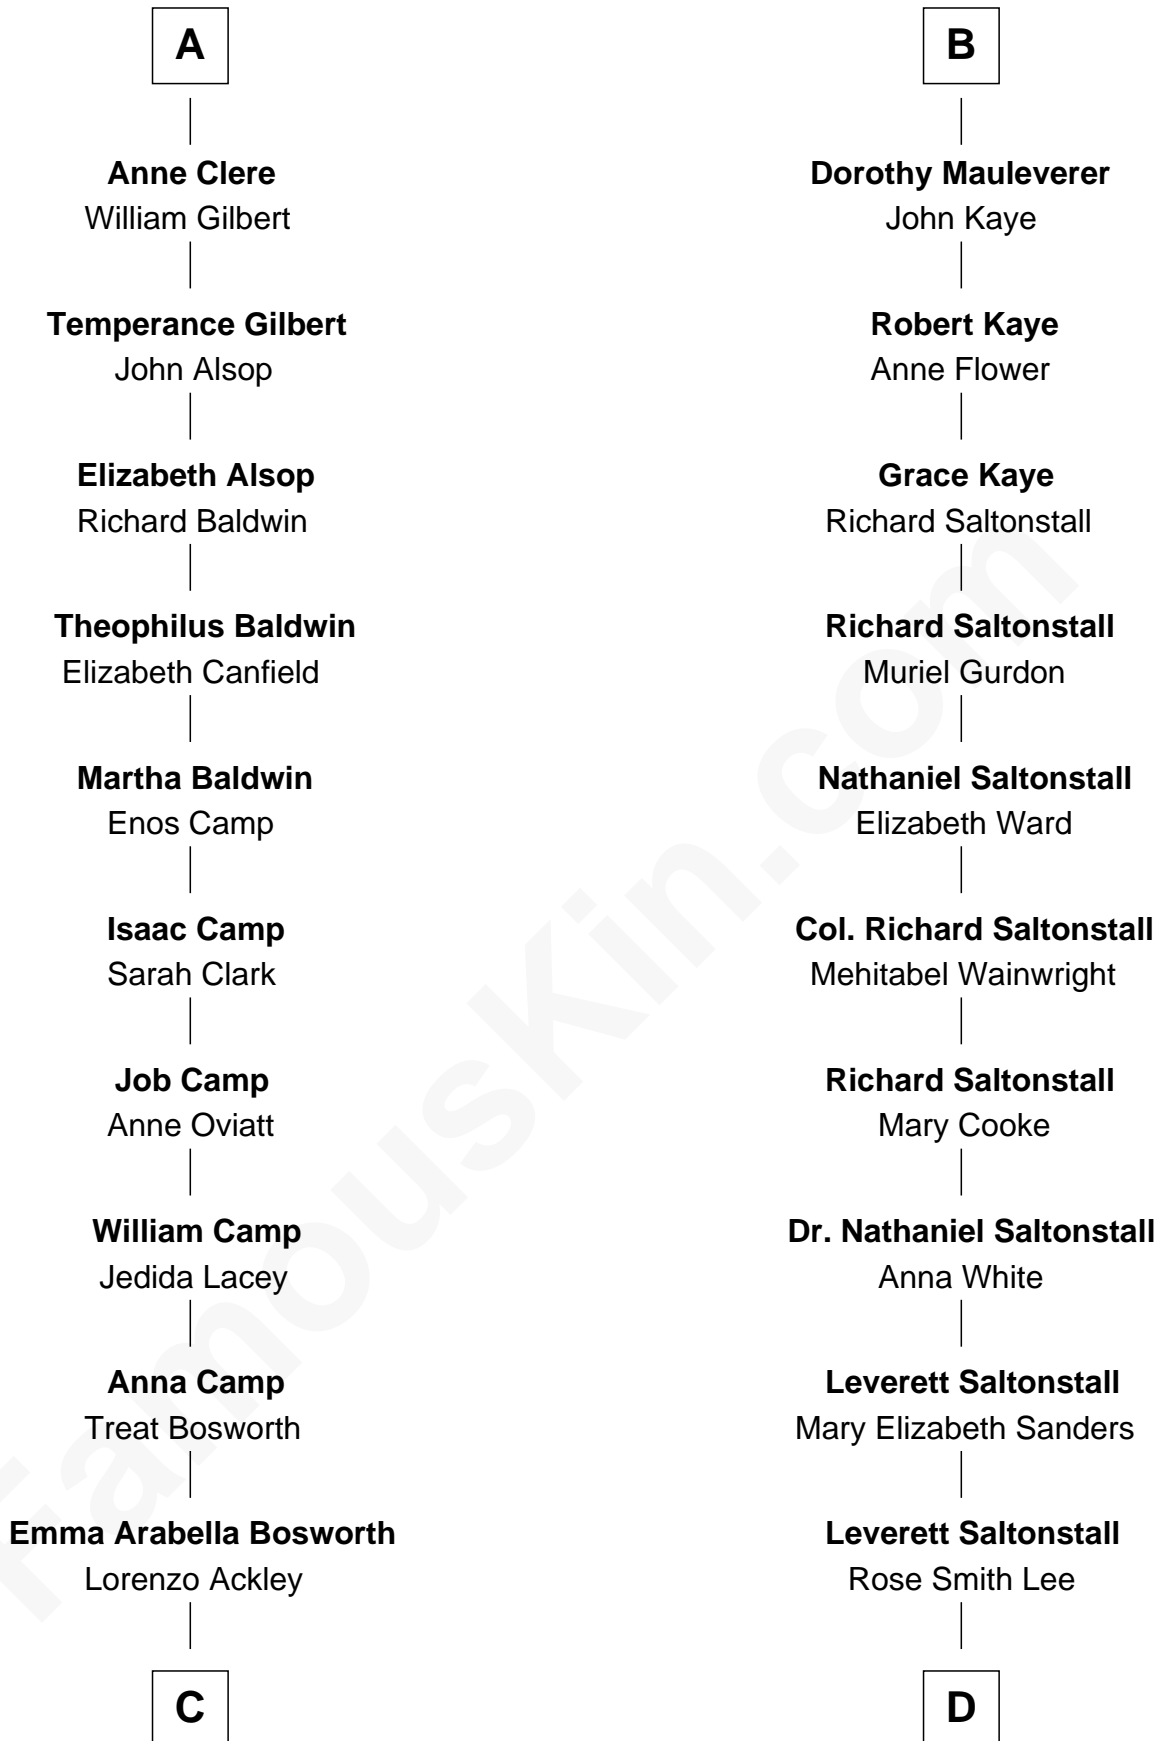 A
Anne Clere
William Gilbert
Temperance Gilbert
John Alsop
Elizabeth Alsop
Richard Baldwin
Theophilus Baldwin
Elizabeth Canfield
Martha Baldwin
Enos Camp
Isaac Camp
Sarah Clark
Job Camp
Anne Oviatt
William Camp
Jedida Lacey
Anna Camp
Treat Bosworth
Emma Arabella Bosworth
Lorenzo Ackley
C
B
Dorothy Mauleverer
John Kaye
Robert Kaye
Anne Flower
Grace Kaye
Richard Saltonstall
Richard Saltonstall
Muriel Gurdon
Nathaniel Saltonstall
Elizabeth Ward
Col. Richard Saltonstall
Mehitabel Wainwright
Richard Saltonstall
Mary Cooke
Dr. Nathaniel Saltonstall
Anna White
Leverett Saltonstall
Mary Elizabeth Sanders
Leverett Saltonstall
Rose Smith Lee
D
FamousKin.com